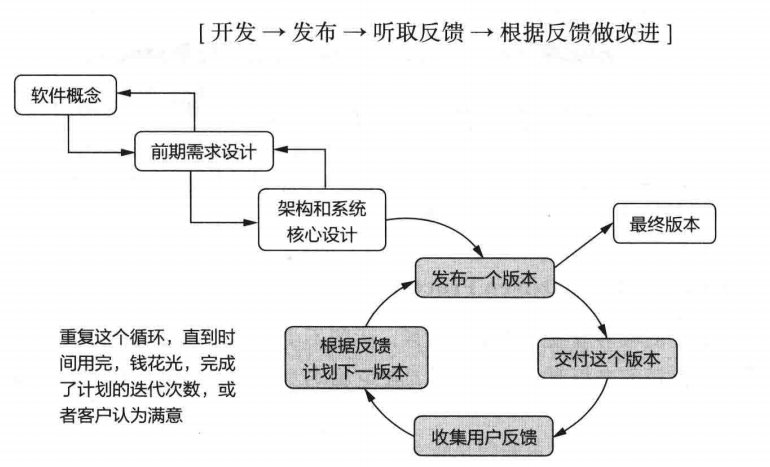 [ 开发 → 发布 → 听取反馈 → 根据反馈做改进 ]
软件概念
前期需求设计
架构和系统
核心设计
最终版本
发布一个版本
根据反馈
计划下一版本
交付这个版本
收集用户反馈
重复这个循环，直到时
间用完，钱花光，完成
了计划的迭代次数，或
者客户认为满意